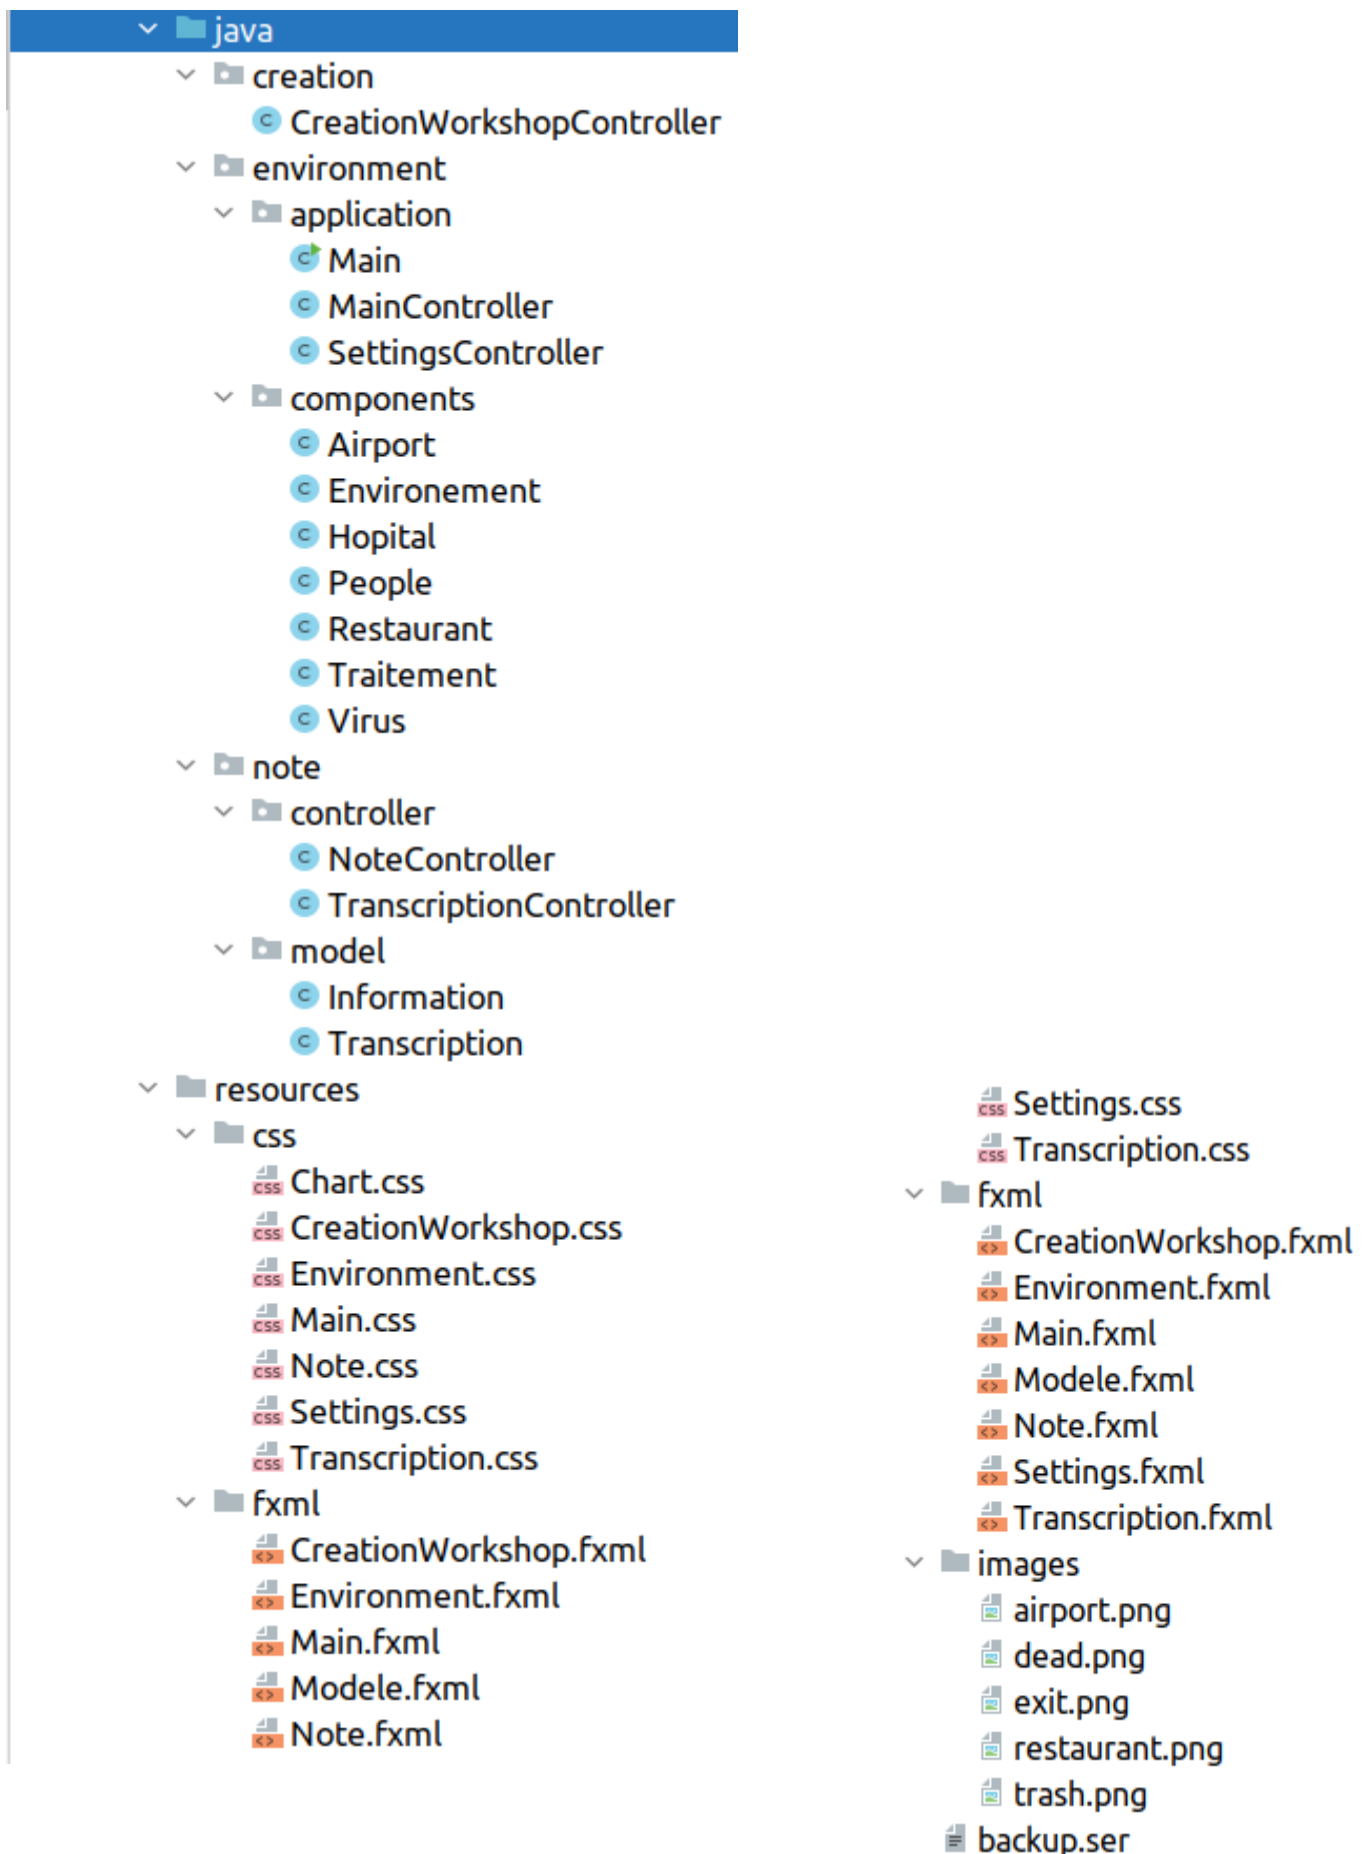 java
creation
CreationWorkshopController
environment
application
Main
MainController
SettingsController
components
Airport
Environement
Hopital
People
Restaurant
Traitement
Virus
note
controller
NoteController
TranscriptionController
model
Information
Transcription
resources
css
Chart.css
CreationWorkshop.css
Environment.css
Main.css
Note.css
Settings.css
Transcription.css
fxml
CreationWorkshop.fxml
Environment.fxml
Main.fxml
Modele.fxml
Note.fxml
Settings.css
Transcription.css
fxml
CreationWorkshop.fxml
Environment.fxml
Main.fxml
Modele.fxml
Note.fxml
Settings.fxml
Transcription.fxml
images
airport.png
dead.png
exit.png
restaurant.png
trash.png
backup.ser